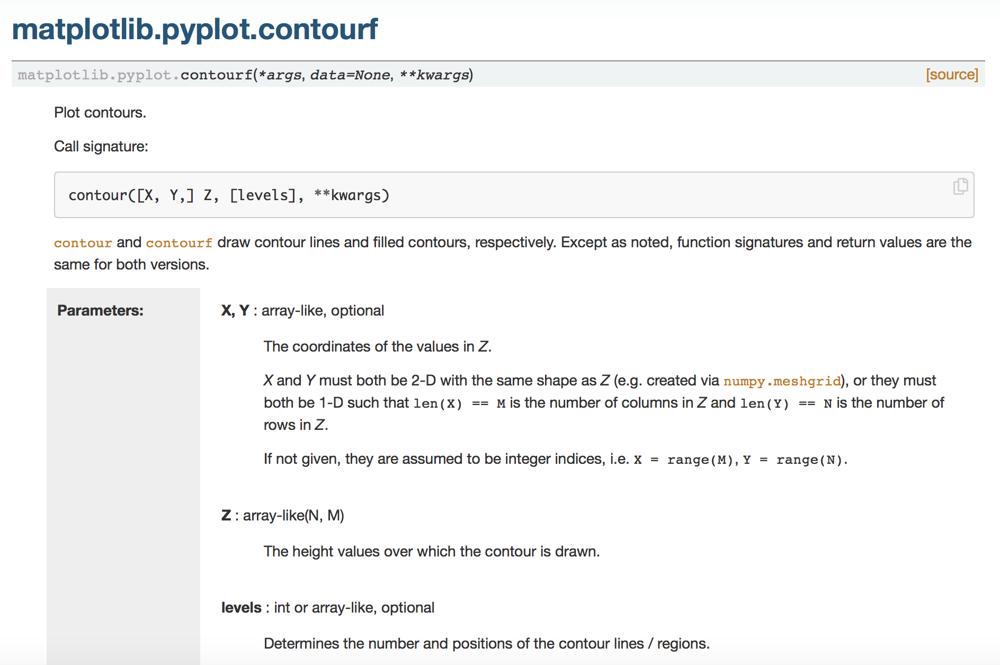 matplotlib.pyplot.contourf
matplotlib.pyplot.contourf(*args, data=None, **kwargs) [source]
Plot contours.
Call signature:
contour([X, Y,] Z, [levels], **kwargs)
contour and contourf draw contour lines and filled contours, respectively. Except as noted, function signatures and return values are the
same for both versions.
Parameters:
X, Y : array-like, optional
The coordinates of the values in Z.
X and Y must both be 2-D with the same shape as Z (e.g. created via numpy.meshgrid), or they must
both be 1-D such that len(X) == M is the number of columns in Z and len(Y) == N is the number of
rows in Z.
If not given, they are assumed to be integer indices, i.e. X = range(M), Y = range(N).
Z : array-like(N, M)
The height values over which the contour is drawn.
levels : int or array-like, optional
Determines the number and positions of the contour lines / regions.